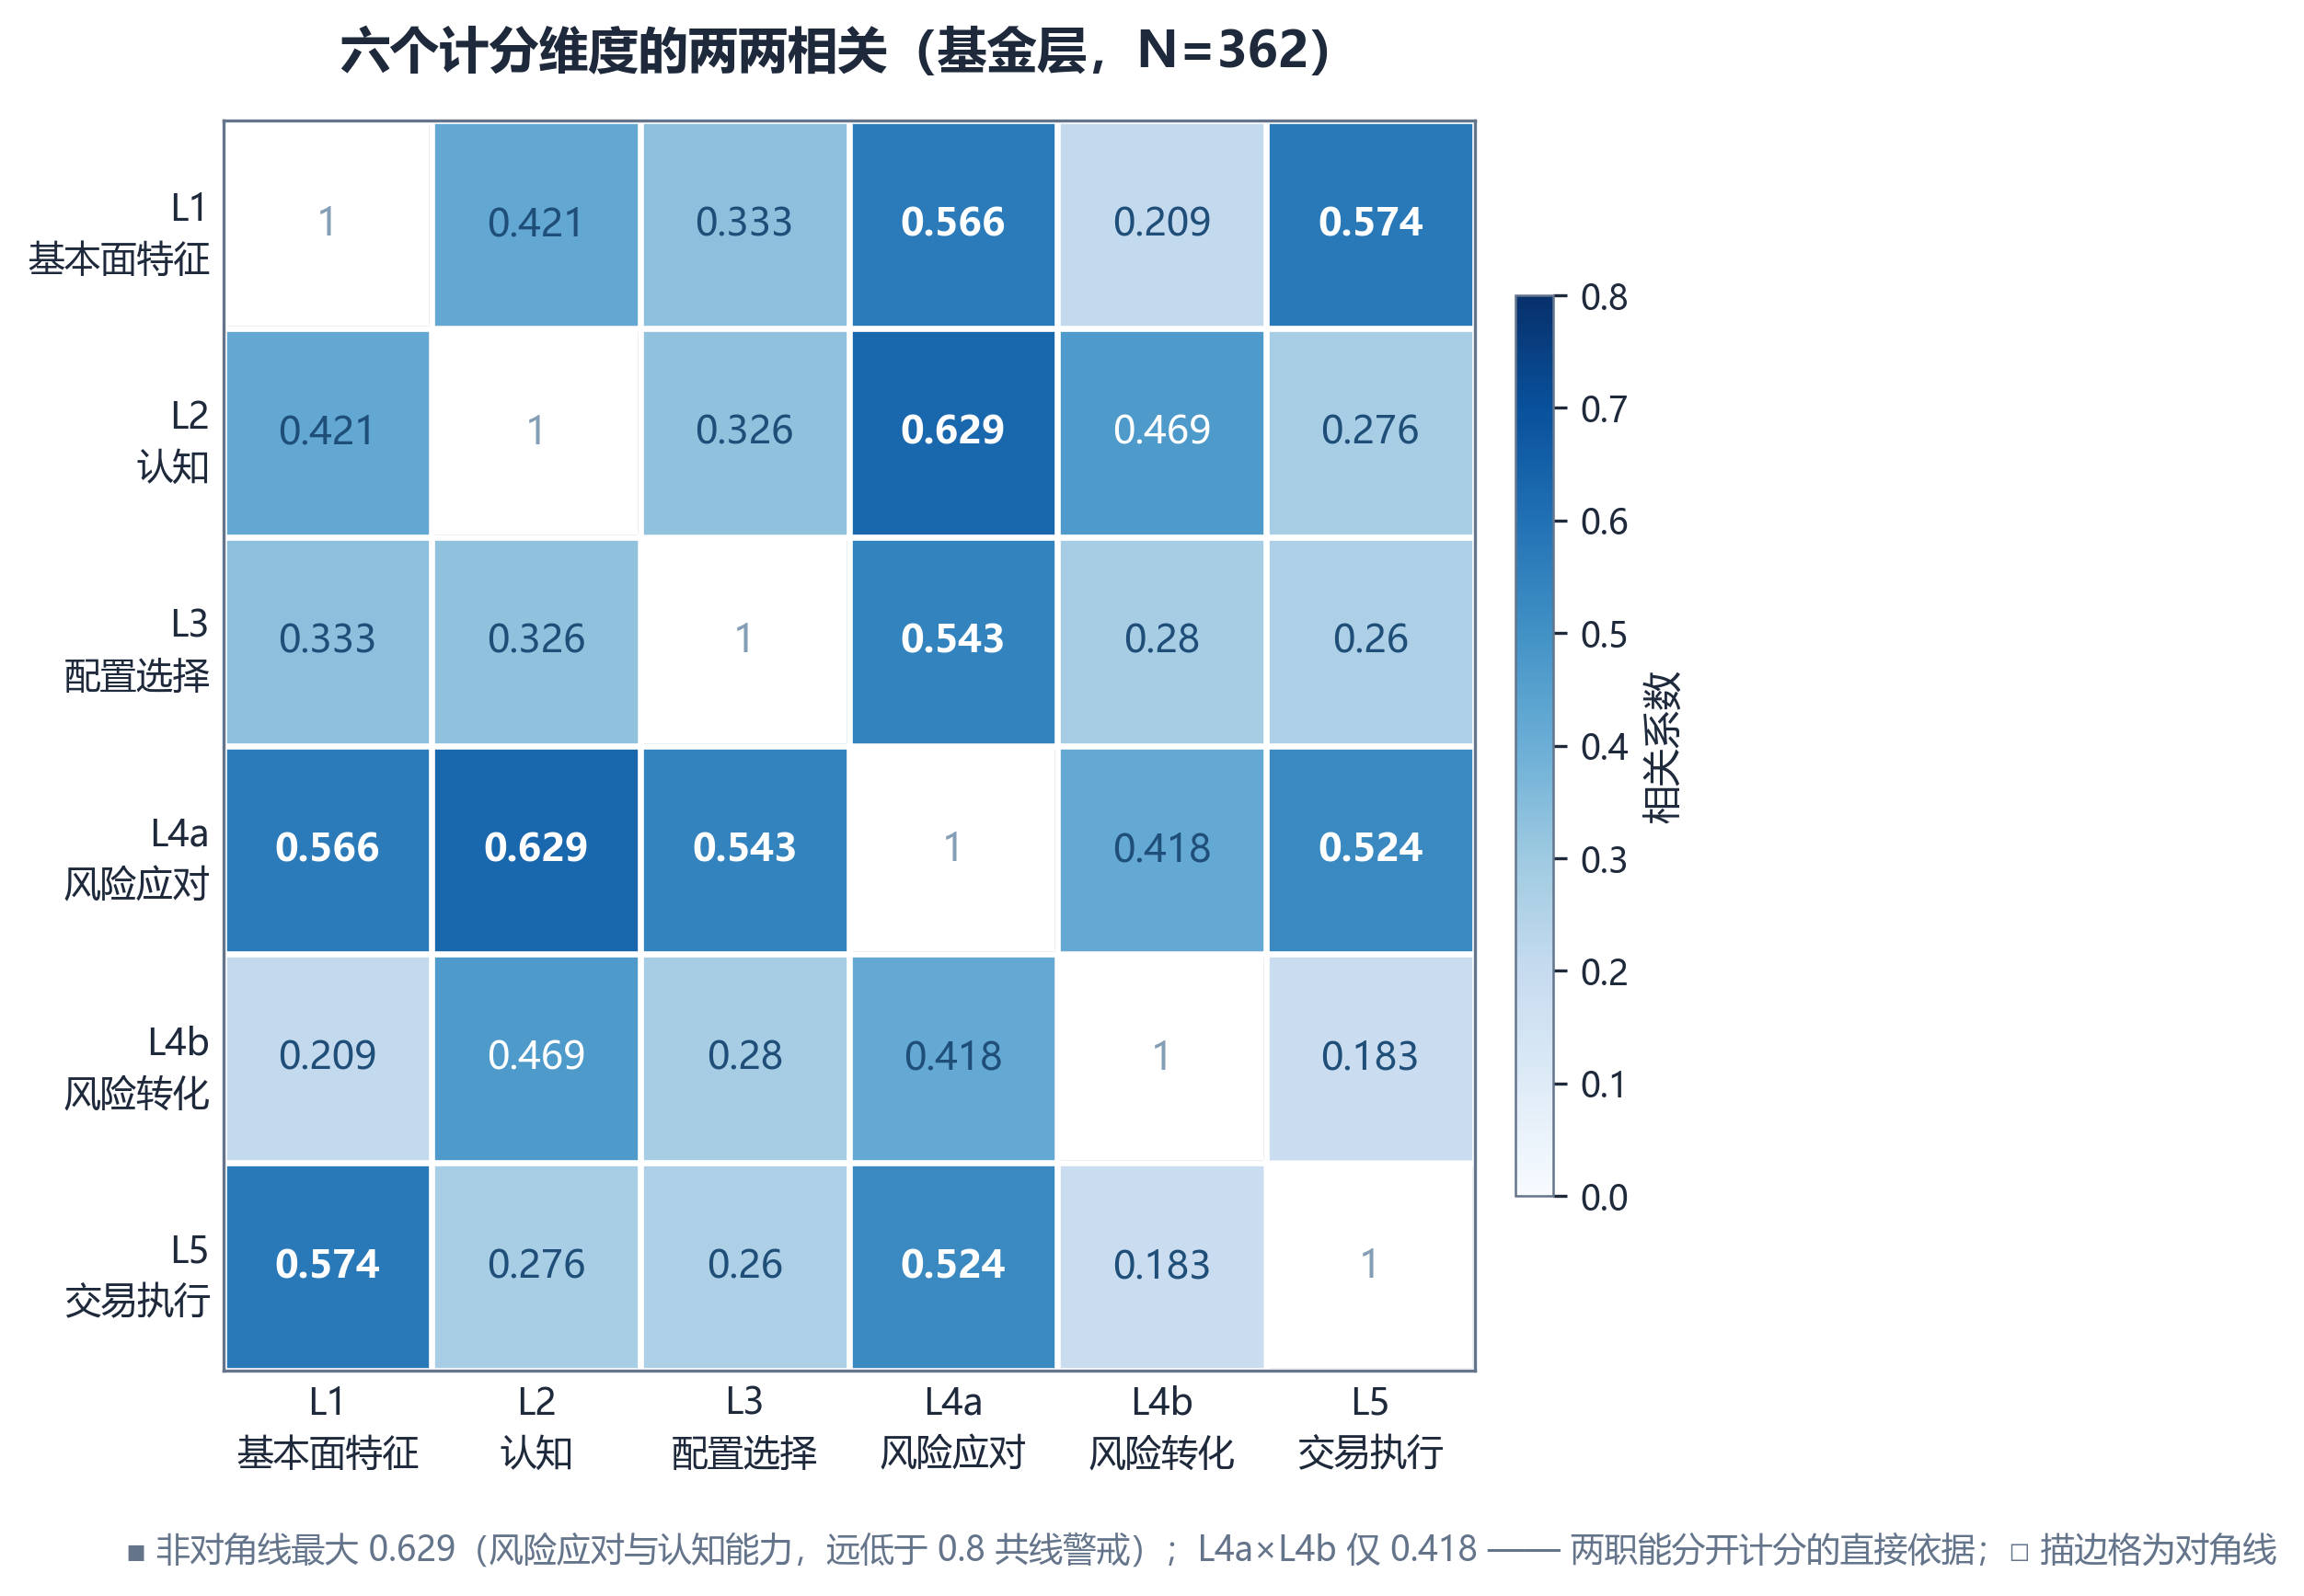 六个计分维度的两两相关（基金层，N=362）
L1
基本面特征
1
0.421
0.333
0.566
0.209
0.574
L2
认知
0.421
1
0.326
0.629
0.469
0.276
L3
配置选择
0.333
0.326
1
0.543
0.28
0.26
L4a
风险应对
0.566
0.629
0.543
1
0.418
0.524
L4b
风险转化
0.209
0.469
0.28
0.418
1
0.183
L5
交易执行
0.574
0.276
0.26
0.524
0.183
1
L1
基本面特征
L2
认知
L3
配置选择
L4a
风险应对
L4b
风险转化
L5
交易执行
0.8
0.7
0.6
0.5
0.4
0.3
0.2
0.1
0.0
相关系数
■ 非对角线最大 0.629（风险应对与认知能力，远低于 0.8 共线警戒）；L4a×L4b 仅 0.418 —— 两职能分开计分的直接依据；□ 描边格为对角线